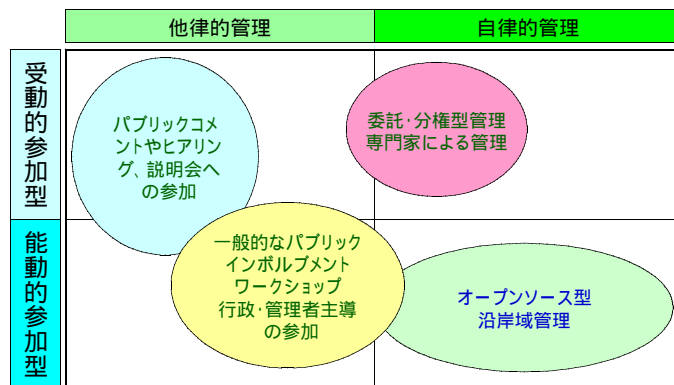 他律的管理
自律的管理
受動的参加型
パブリックコメ
ントやヒアリン
グ、説明会へ
の参加
委託・分権型管理
専門家による管理
能動的参加型
一般的なパブリック
インボルブメント
ワークショップ
行政・管理者主導
の参加
オープンソース型
沿岸域管理